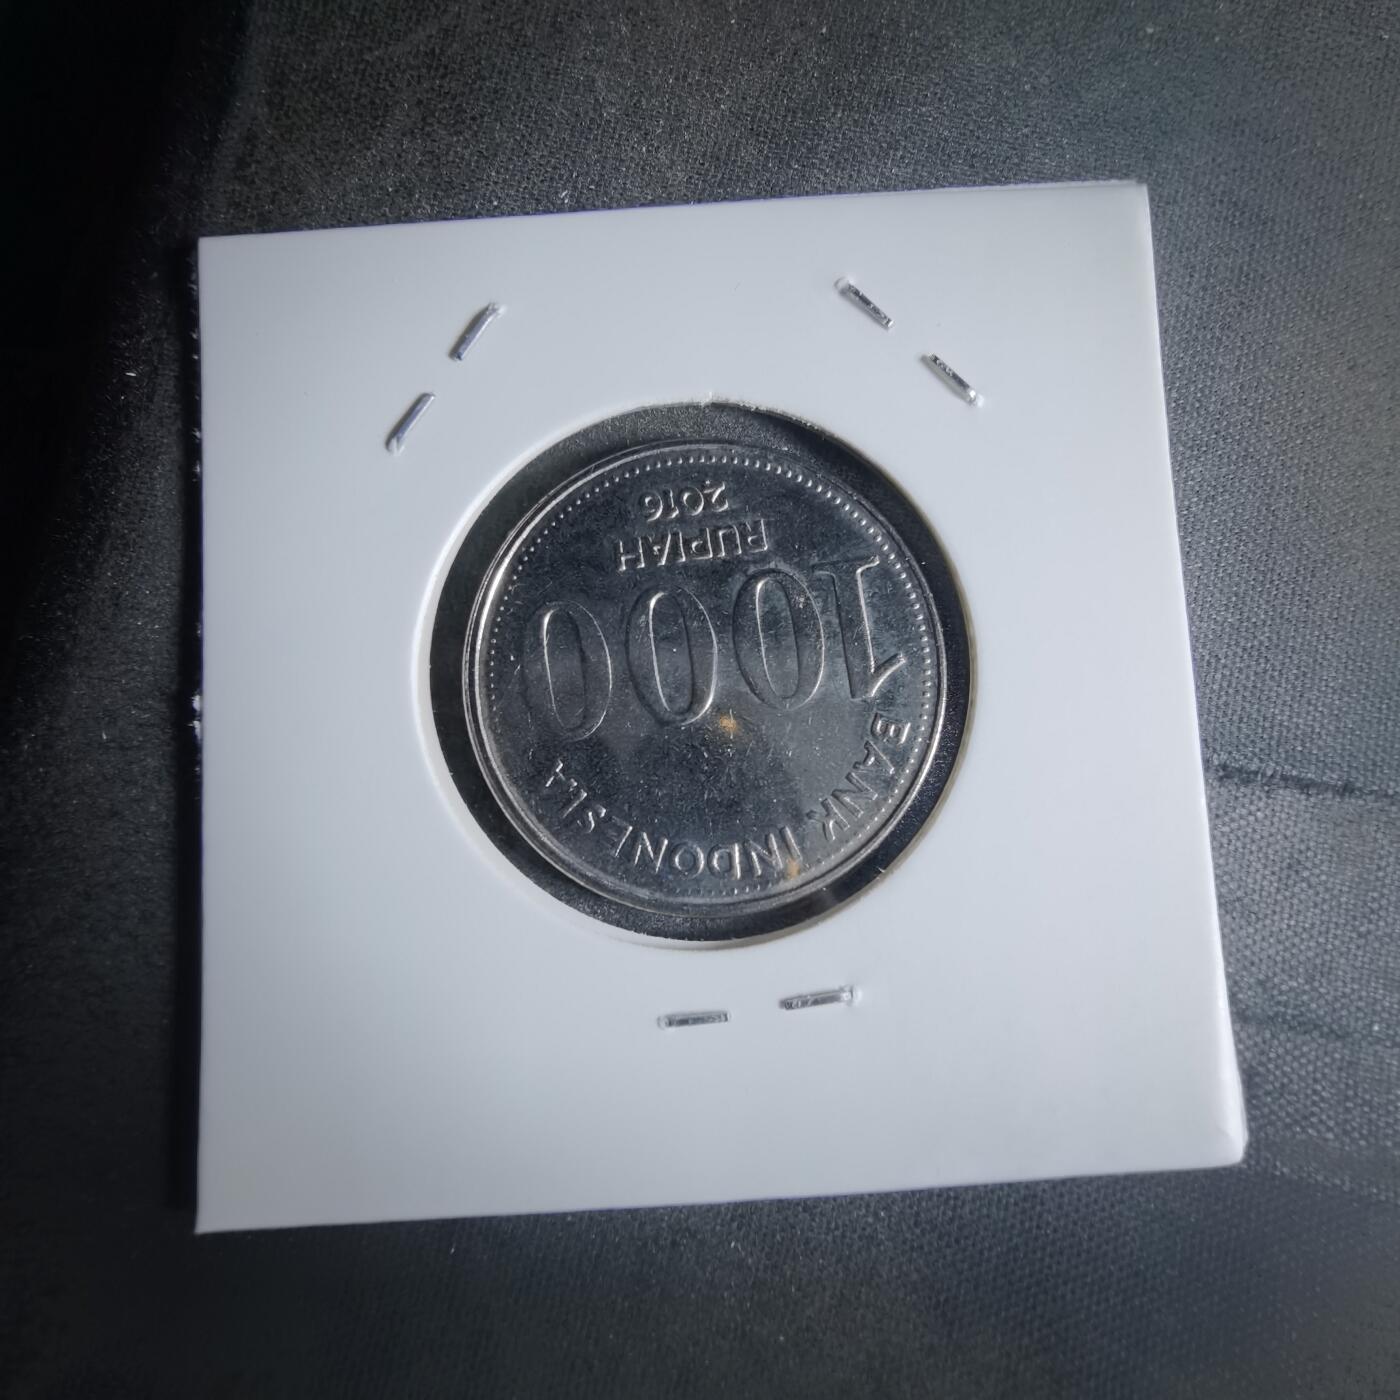 BANK INDONESIA
1000
RUPIAH
2016